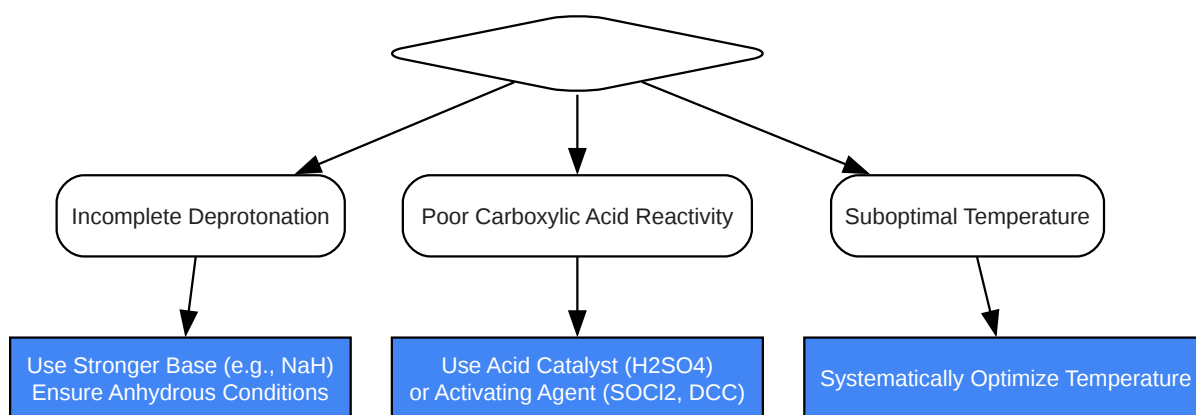 Incomplete Deprotonation
Poor Carboxylic Acid Reactivity
Suboptimal Temperature
Use Stronger Base (e.g., NaH)
Ensure Anhydrous Conditions
Use Acid Catalyst (H2SO4)
or Activating Agent (SOCl2, DCC)
Systematically Optimize Temperature